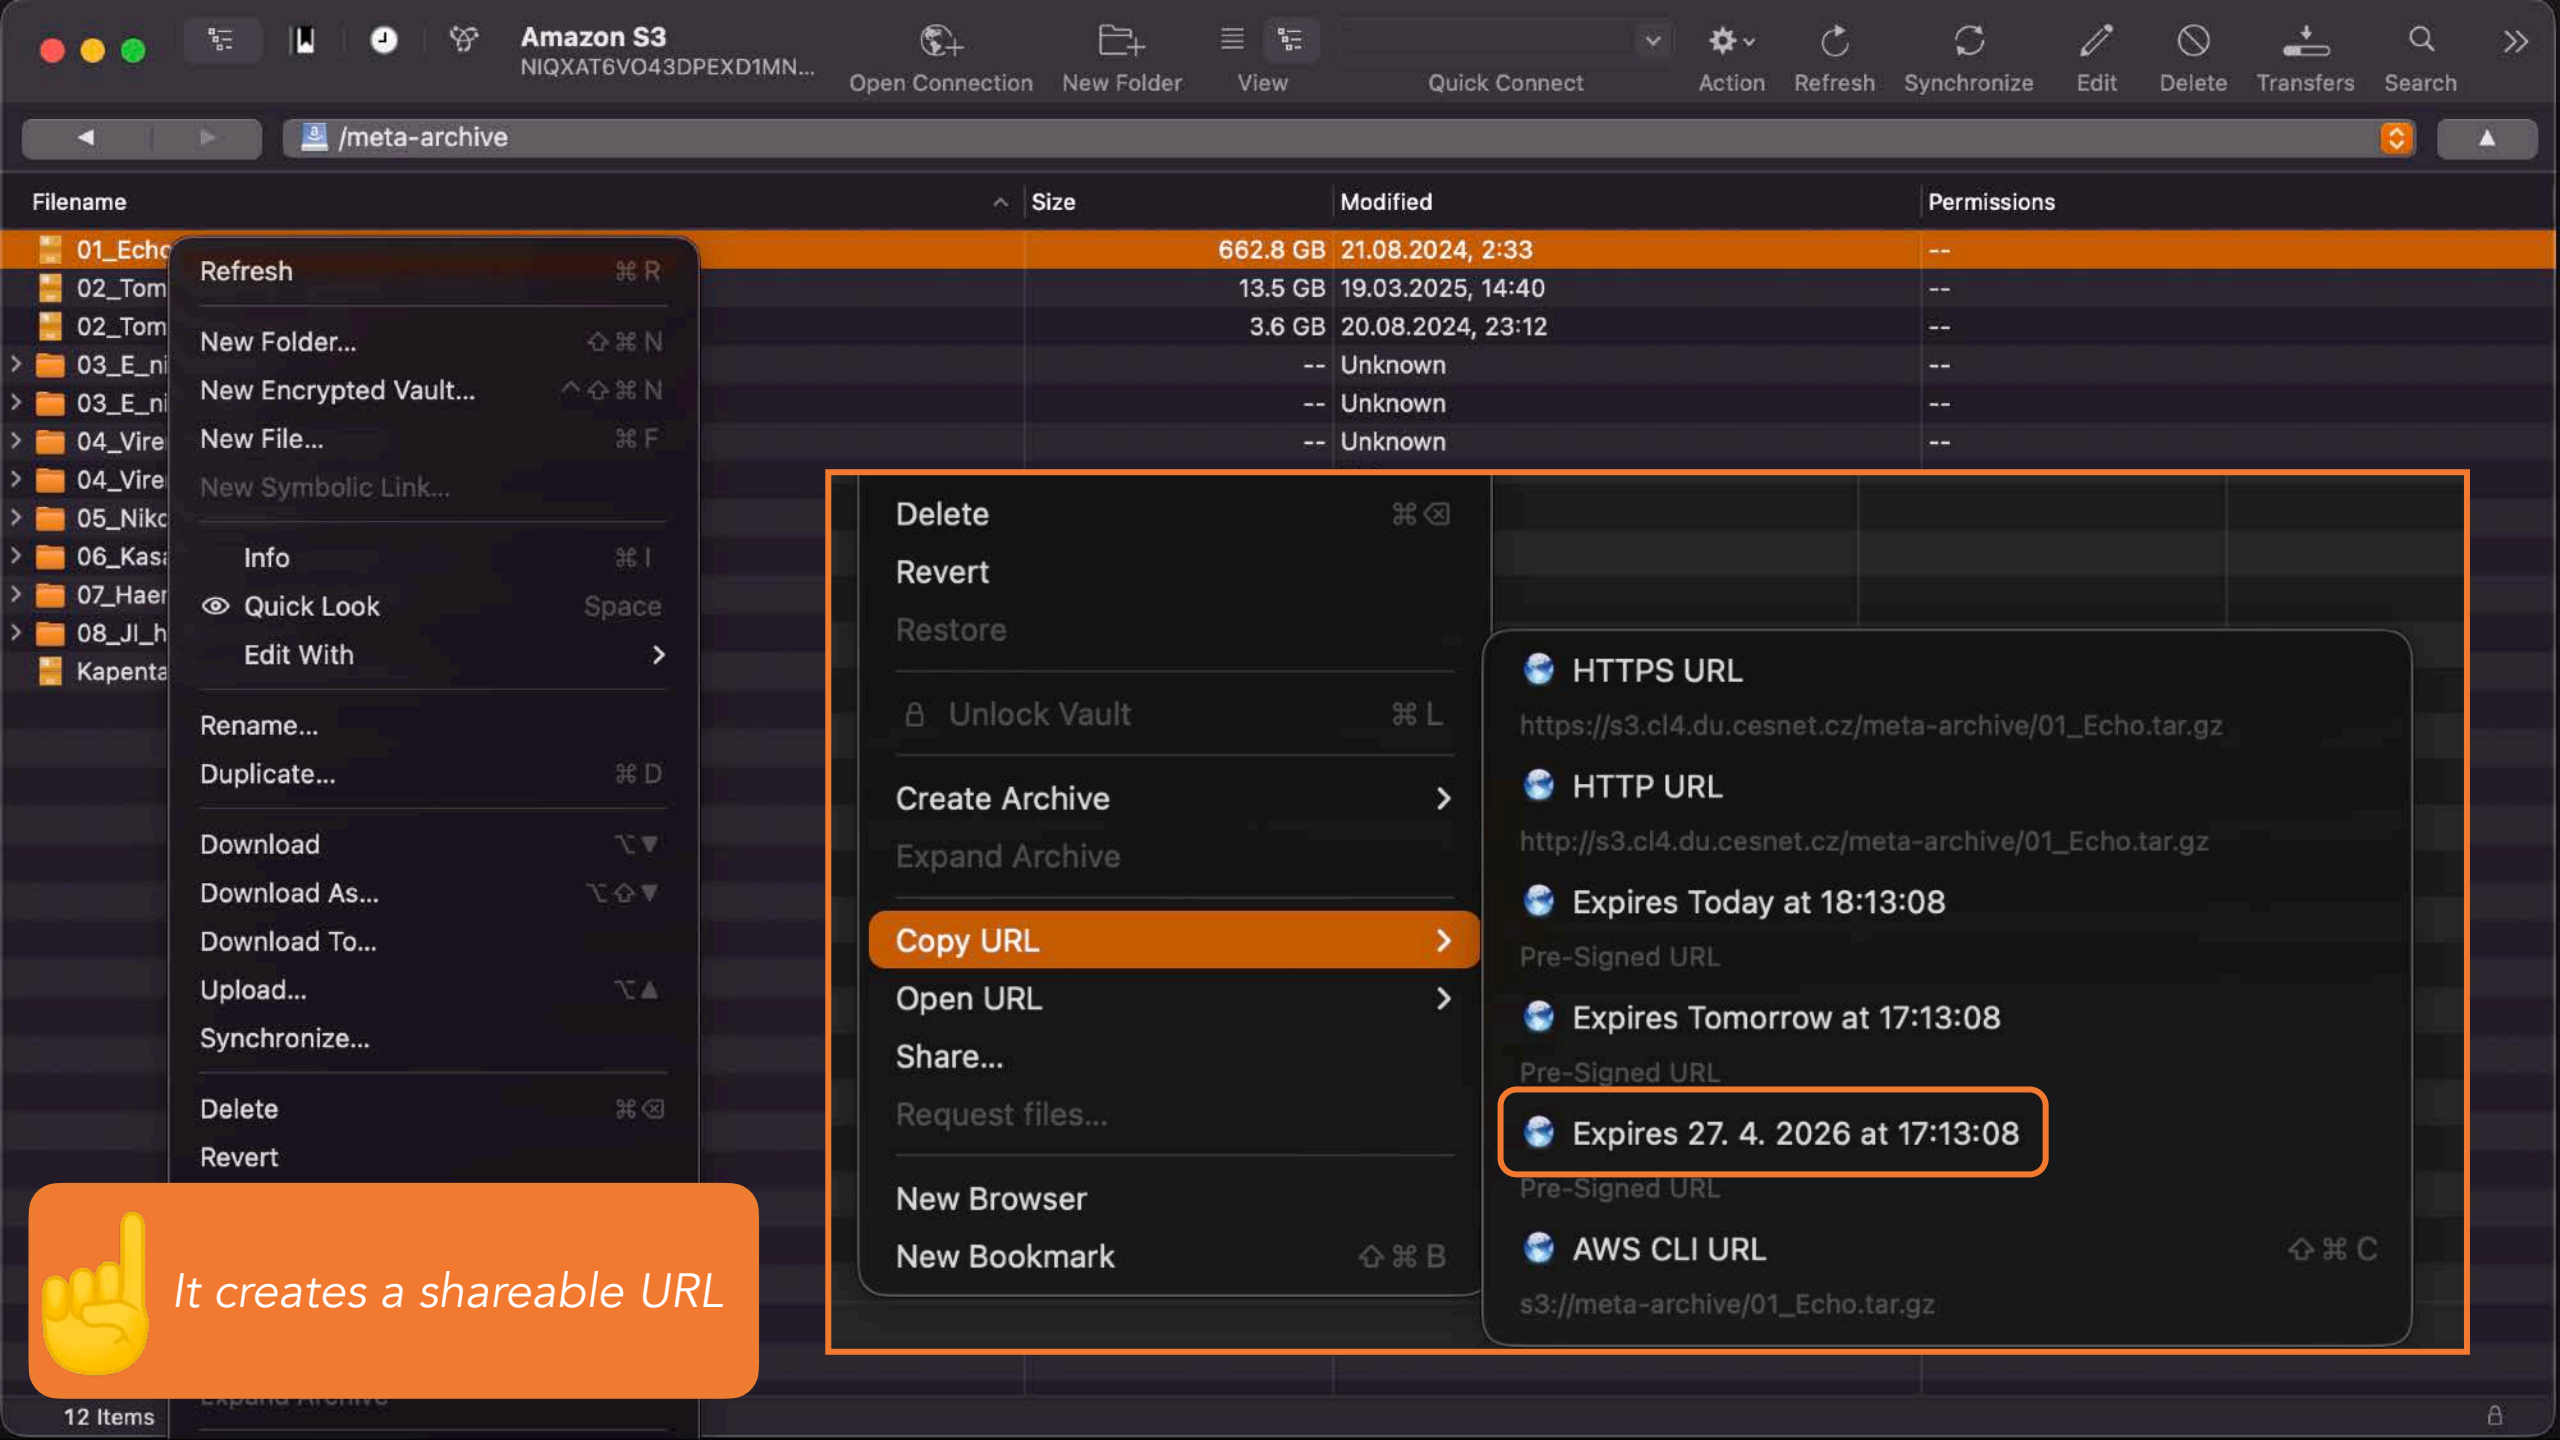 Amazon S3
NIQXAT6VO43DPEXD1MN...
Open Connection
New Folder
View
Quick Connect
Action
Refresh
Synchronize
Edit
Delete
Transfers
Search
/meta-archive
Filename Size Modified Permissions
01_Echo 662.8 GB 21.08.2024, 2:33 --
02_Tom 13.5 GB 19.03.2025, 14:40 --
02_Tom 3.6 GB 20.08.2024, 23:12 --
03_E_ni -- Unknown --
03_E_ni -- Unknown --
04_Vire -- Unknown --
04_Vire
05_Niko
06_Kasa
07_Haer
08_JI_h
Kapenta
12 Items
Refresh ⌘ R
New Folder... ⇧ ⌘ N
New Encrypted Vault... ^ ⇧ ⌘ N
New File... ⌘ F
New Symbolic Link...
Info ⌘ I
Quick Look Space
Edit With
Rename...
Duplicate... ⌘ D
Download ⌥ ▼
Download As... ⌥ ⇧ ▼
Download To...
Upload... ⌥ ▲
Synchronize...
Delete ⌘ ⌫
Revert
Expand Archive
It creates a shareable URL
Delete ⌘ ⌫
Revert
Restore
Unlock Vault ⌘ L
Create Archive
Expand Archive
Copy URL
Open URL
Share...
Request files...
New Browser
New Bookmark ⇧ ⌘ B
HTTPS URL
https://s3.cl4.du.cesnet.cz/meta-archive/01_Echo.tar.gz
HTTP URL
http://s3.cl4.du.cesnet.cz/meta-archive/01_Echo.tar.gz
Expires Today at 18:13:08
Pre-Signed URL
Expires Tomorrow at 17:13:08
Pre-Signed URL
Expires 27. 4. 2026 at 17:13:08
Pre-Signed URL
AWS CLI URL ⇧ ⌘ C
s3://meta-archive/01_Echo.tar.gz